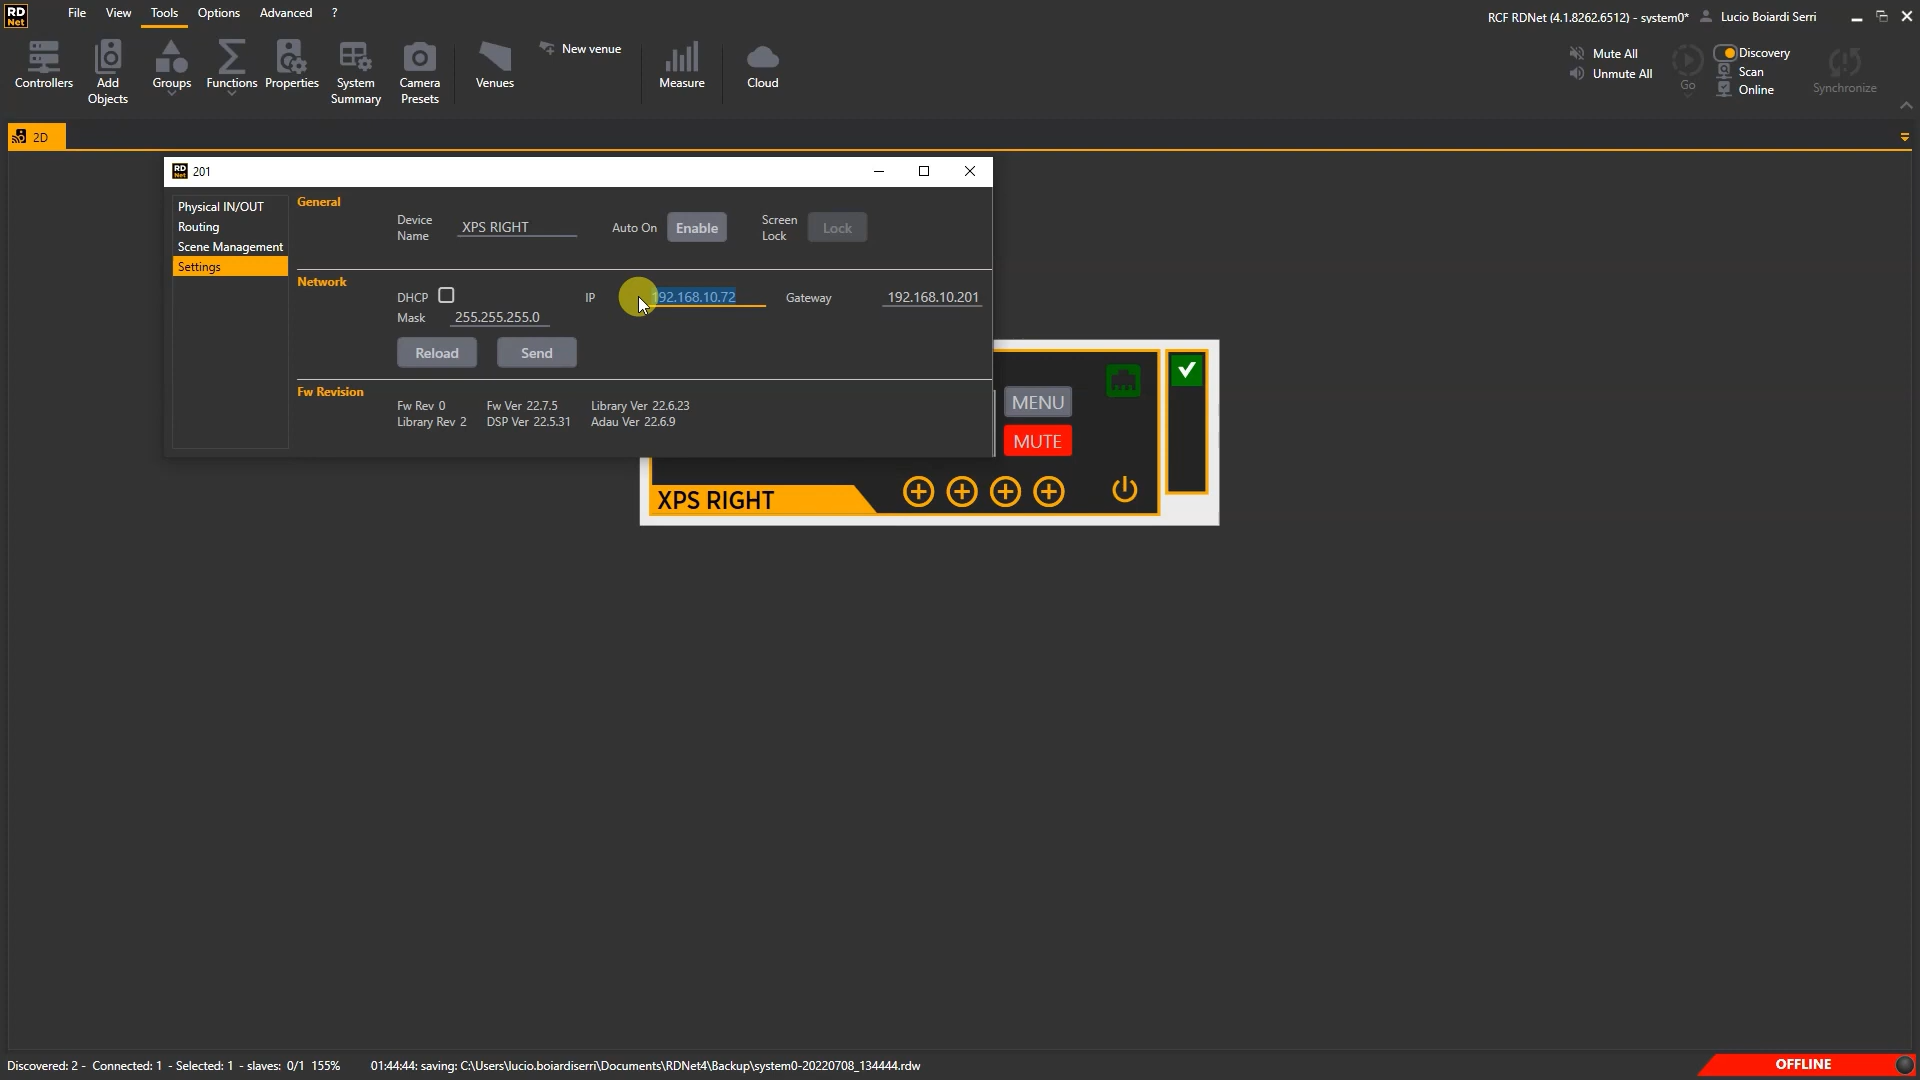 RD Net
File View Tools Options Advanced ?
RCF RDNet (4.1.8262.6512) - system0* Lucio Boiardi Serri
Controllers
Add Objects
Groups
Functions
Properties
System Summary
Camera Presets
Venues
New venue
Measure
Cloud
Mute All
Unmute All
Go
Discovery
Scan
Online
Synchronize
2D
RD Net 201
Physical IN/OUT
Routing
Scene Management
Settings
General
Device Name XPS RIGHT Auto On Enable Screen Lock Lock
Network
DHCP IP 192.168.10.72 Gateway 192.168.10.201
Mask 255.255.255.0
Reload Send
Fw Revision
Fw Rev 0 Fw Ver 22.7.5 Library Ver 22.6.23
Library Rev 2 DSP Ver 22.5.31 Adau Ver 22.6.9
MENU
MUTE
XPS RIGHT
Discovered: 2 - Connected: 1 - Selected: 1 - slaves: 0/1 155% 01:44:44: saving: C:\Users\lucio.boiardiserri\Documents\RDNet4\Backup\system0-20220708_134444.rdw
OFFLINE